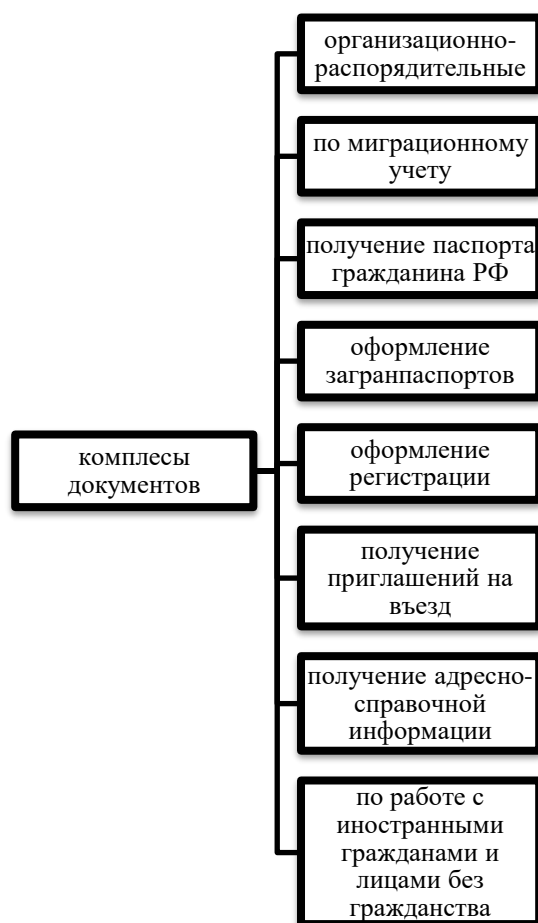 организационно-
распорядительные
по миграционному
учету
получение паспорта
гражданина РФ
оформление
загранпаспортов
комплесы
документов
оформление
регистрации
получение
приглашений на
въезд
получение адресно-
справочной
информации
по работе с
иностранными
гражданами и
лицами без
гражданства